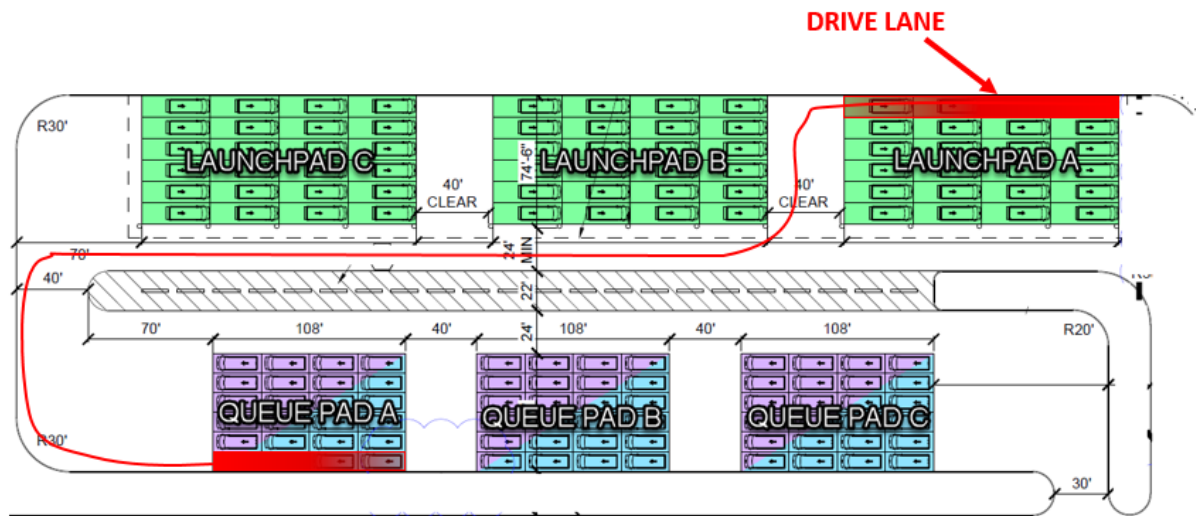 DRIVE LANE
R30'
LAUNCHPAD C
74'-6"
LAUNCHPAD B
LAUNCHPAD A
40'
CLEAR
40'
CLEAR
70'
24'
MIN
40'
22'
70'
108'
40'
24'
108'
40'
108'
R20'
QUEUE PAD A
QUEUE PAD B
QUEUE PAD C
R30'
30'